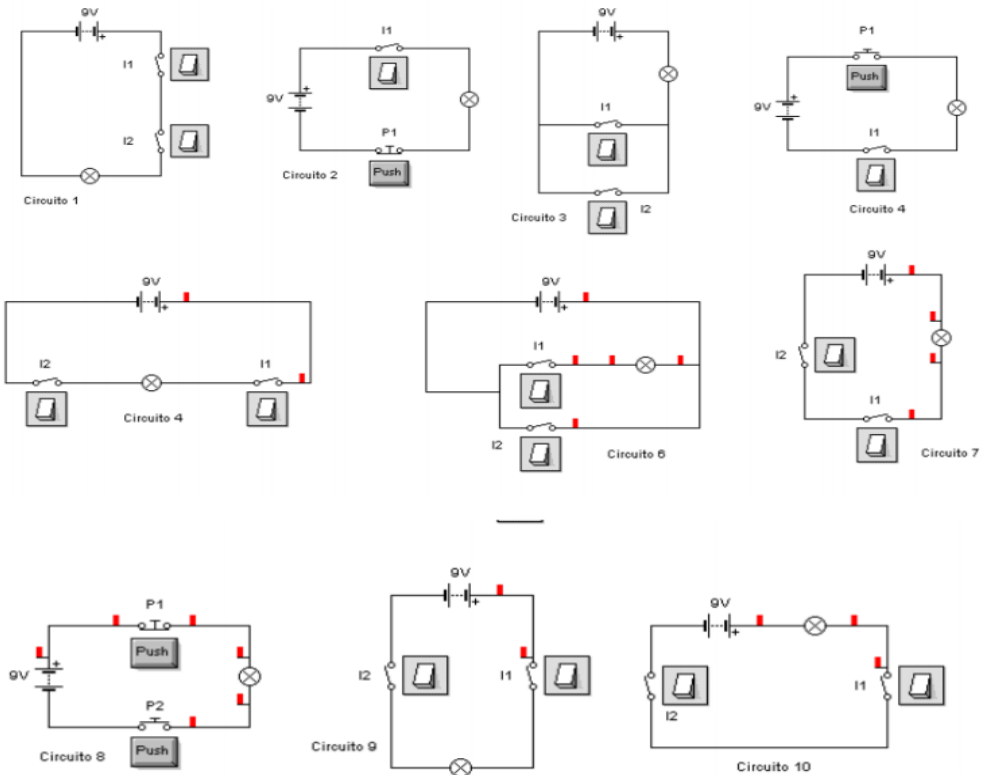 9V
I1
I2
Circuito 1
I1
9V
P1
Push
Circuito 2
9V
I1
I2
Circuito 3
P1
Push
9V
I1
Circuito 4
9V
I2
I1
Circuito 4
9V
I1
I2
Circuito 6
9V
I2
I1
Circuito 7
P1
Push
9V
P2
Push
Circuito 8
9V
I2
I1
Circuito 9
9V
I2
I1
Circuito 10